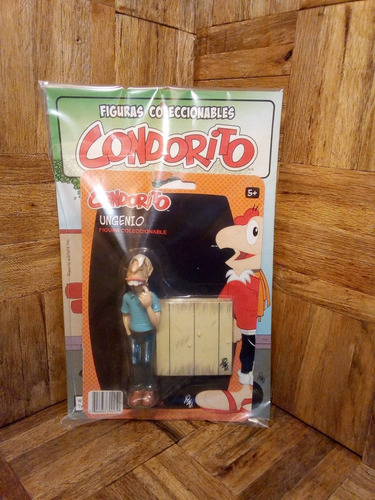 FIGURAS COLECCIONABLES
CONDORITO
CONDORITO
5+
UNGENIO
FIGURA COLECCIONABLE